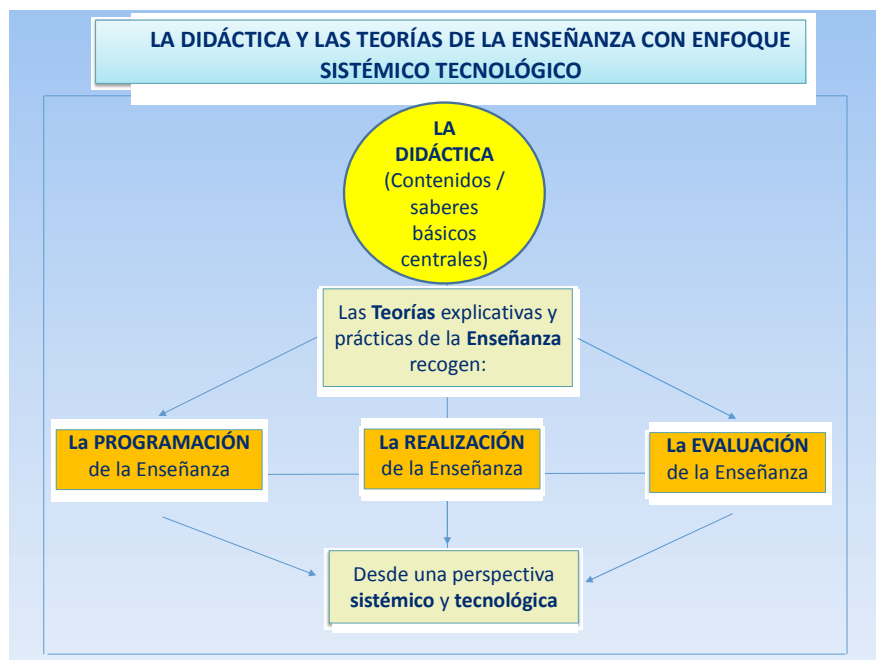 LA DIDÁCTICA Y LAS TEORÍAS DE LA ENSEÑANZA CON ENFOQUE
SISTÉMICO TECNOLÓGICO
LA
DIDÁCTICA
(Contenidos /
saberes
básicos
centrales)
Las Teorías explicativas y
prácticas de la Enseñanza
recogen:
La PROGRAMACIÓN
de la Enseñanza
La REALIZACIÓN
de la Enseñanza
La EVALUACIÓN
de la Enseñanza
Desde una perspectiva
sistémico y tecnológica